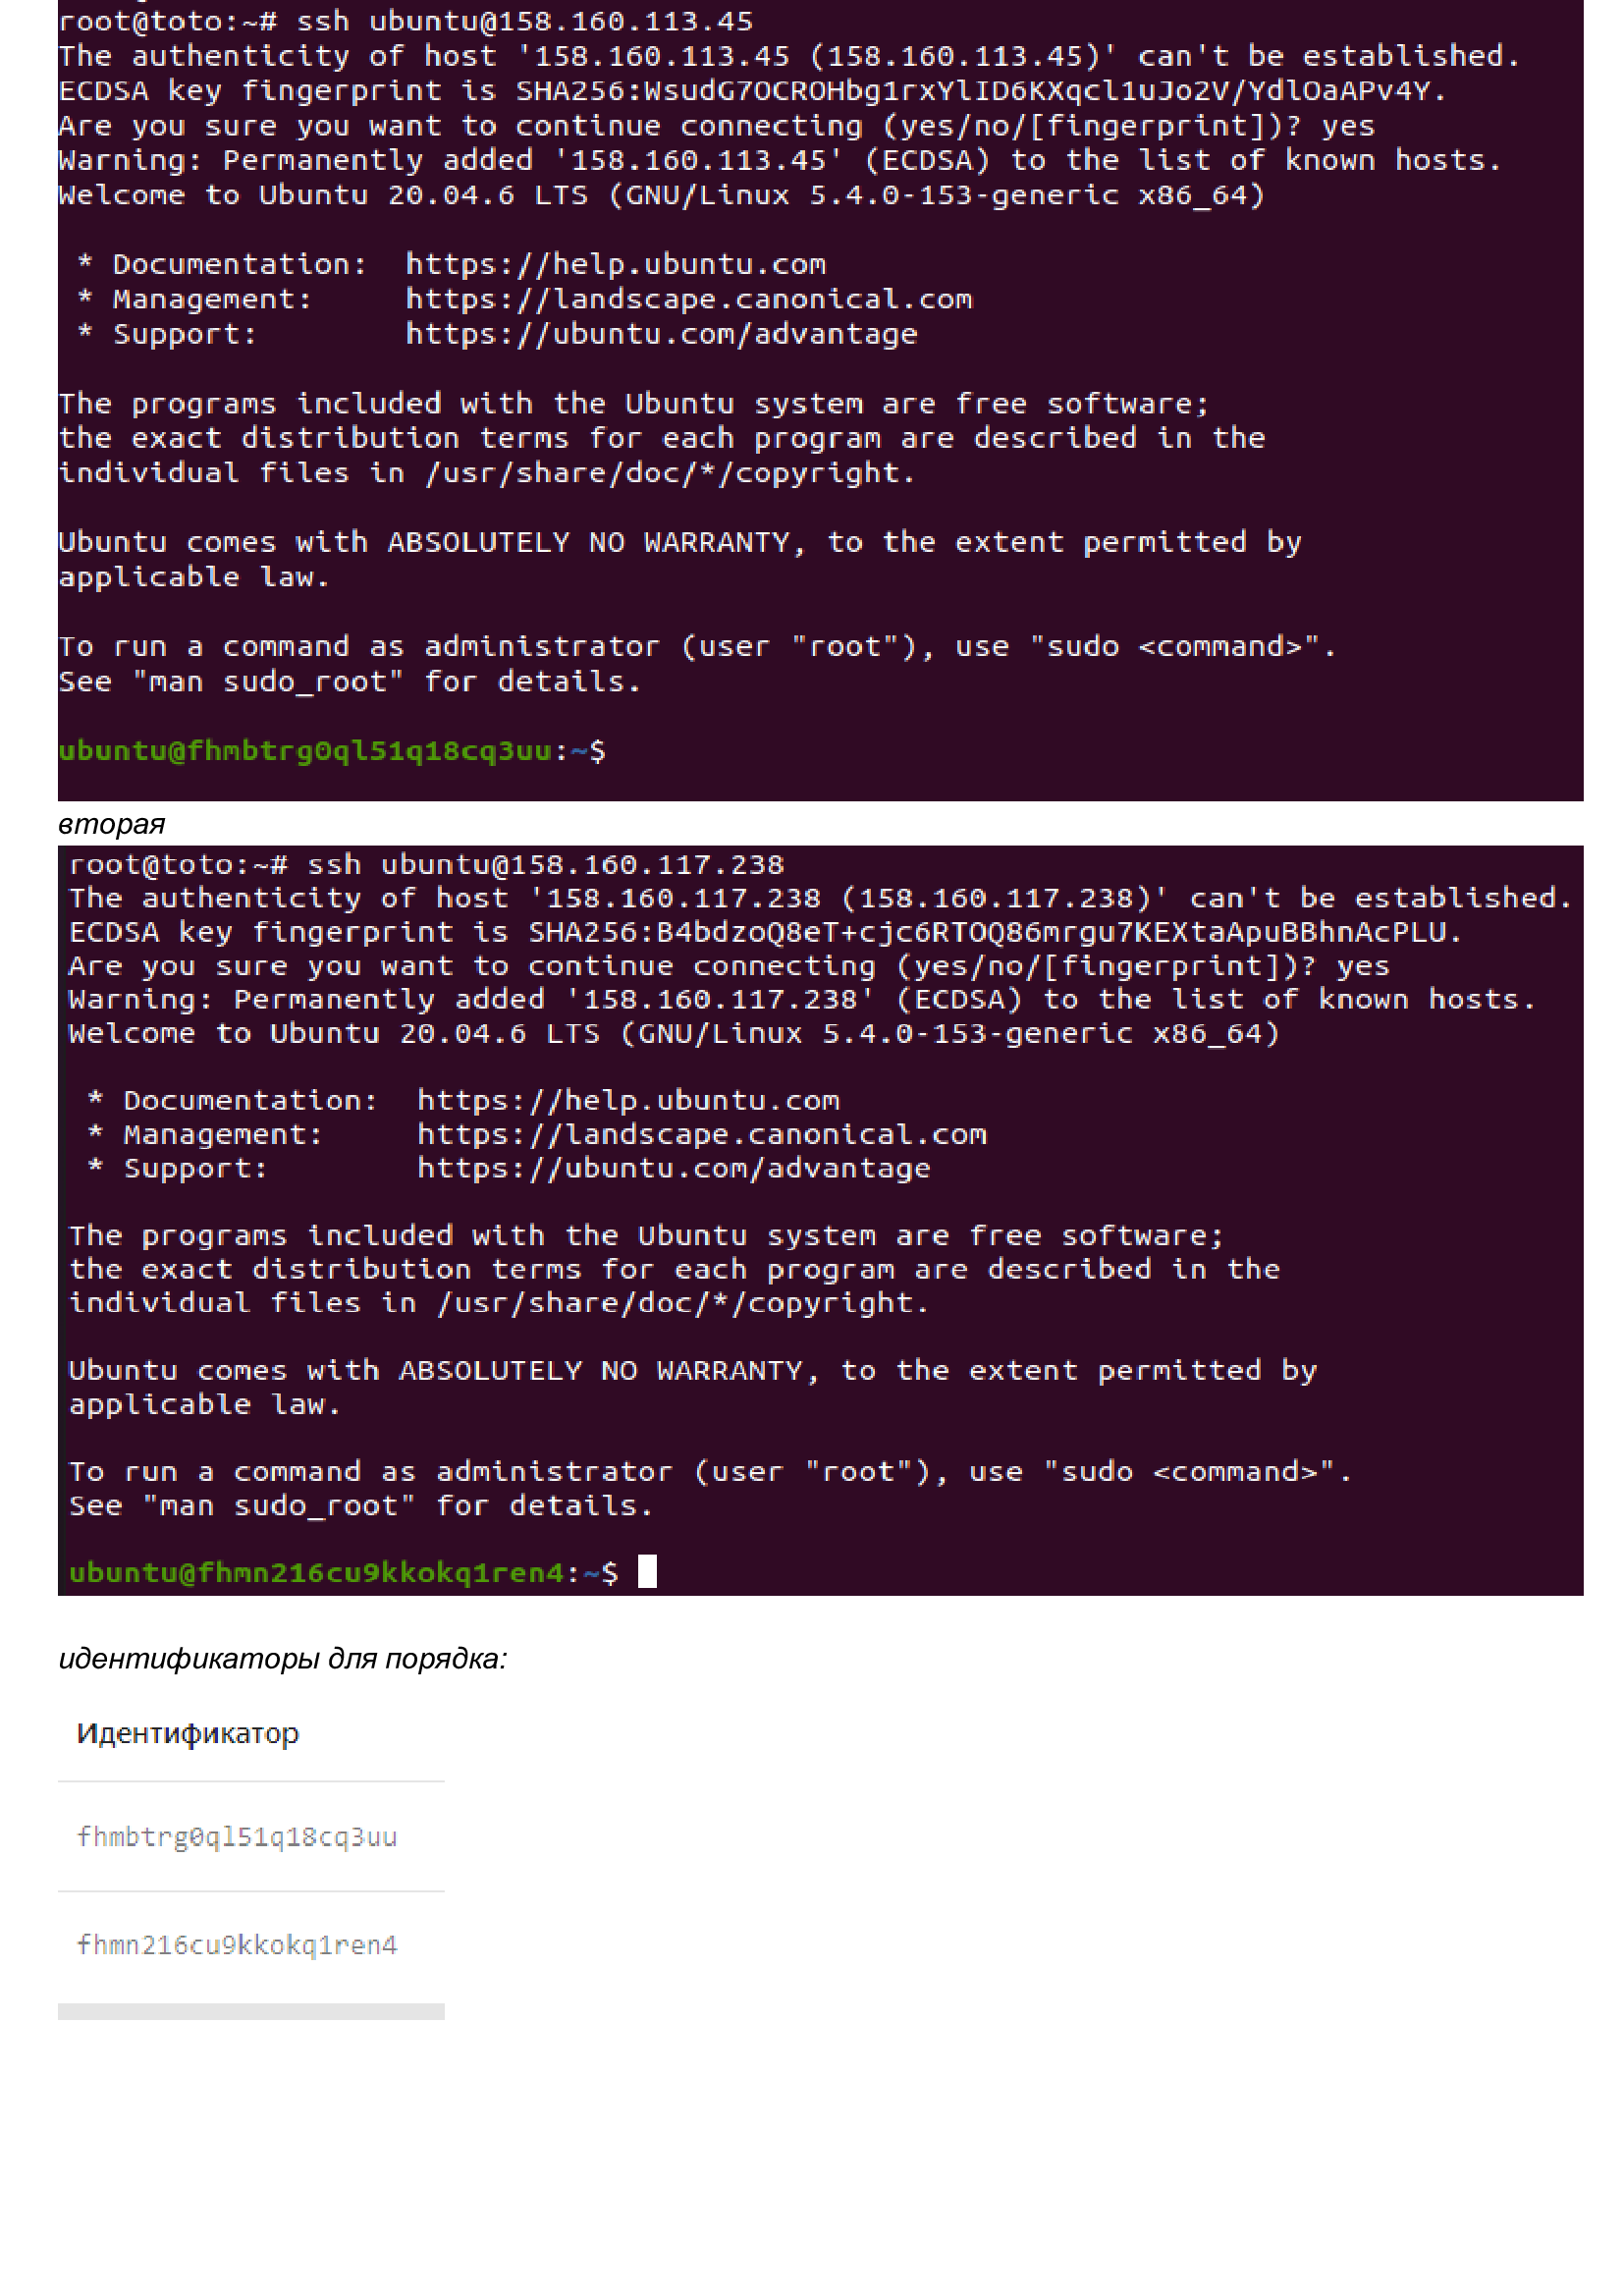 root@toto:~# ssh ubuntu@158.160.113.45
The authenticity of host '158.160.113.45 (158.160.113.45)' can't be established.
ECDSA key fingerprint is SHA256:WsudG7OCROHbg1rxYlID6KXqcl1uJo2V/YdlOaAPv4Y.
Are you sure you want to continue connecting (yes/no/[fingerprint])? yes
Warning: Permanently added '158.160.113.45' (ECDSA) to the list of known hosts.
Welcome to Ubuntu 20.04.6 LTS (GNU/Linux 5.4.0-153-generic x86_64)
* Documentation: https://help.ubuntu.com
* Management: https://landscape.canonical.com
* Support: https://ubuntu.com/advantage
The programs included with the Ubuntu system are free software;
the exact distribution terms for each program are described in the
individual files in /usr/share/doc/*/copyright.
Ubuntu comes with ABSOLUTELY NO WARRANTY, to the extent permitted by
applicable law.
To run a command as administrator (user "root"), use "sudo <command>".
See "man sudo_root" for details.
ubuntu@fhmbtrg0ql51q18cq3uu:~$
вторая
root@toto:~# ssh ubuntu@158.160.117.238
The authenticity of host '158.160.117.238 (158.160.117.238)' can't be established.
ECDSA key fingerprint is SHA256:B4bdzoQ8eT+cjc6RTOQ86mrgu7KEXtaApuBBhnAcPLU.
Are you sure you want to continue connecting (yes/no/[fingerprint])? yes
Warning: Permanently added '158.160.117.238' (ECDSA) to the list of known hosts.
Welcome to Ubuntu 20.04.6 LTS (GNU/Linux 5.4.0-153-generic x86_64)
* Documentation: https://help.ubuntu.com
* Management: https://landscape.canonical.com
* Support: https://ubuntu.com/advantage
The programs included with the Ubuntu system are free software;
the exact distribution terms for each program are described in the
individual files in /usr/share/doc/*/copyright.
Ubuntu comes with ABSOLUTELY NO WARRANTY, to the extent permitted by
applicable law.
To run a command as administrator (user "root"), use "sudo <command>".
See "man sudo_root" for details.
ubuntu@fhmn216cu9kkokq1ren4:~$
идентификаторы для порядка:
Идентификатор
fhmbtrg0ql51q18cq3uu
fhmn216cu9kkokq1ren4